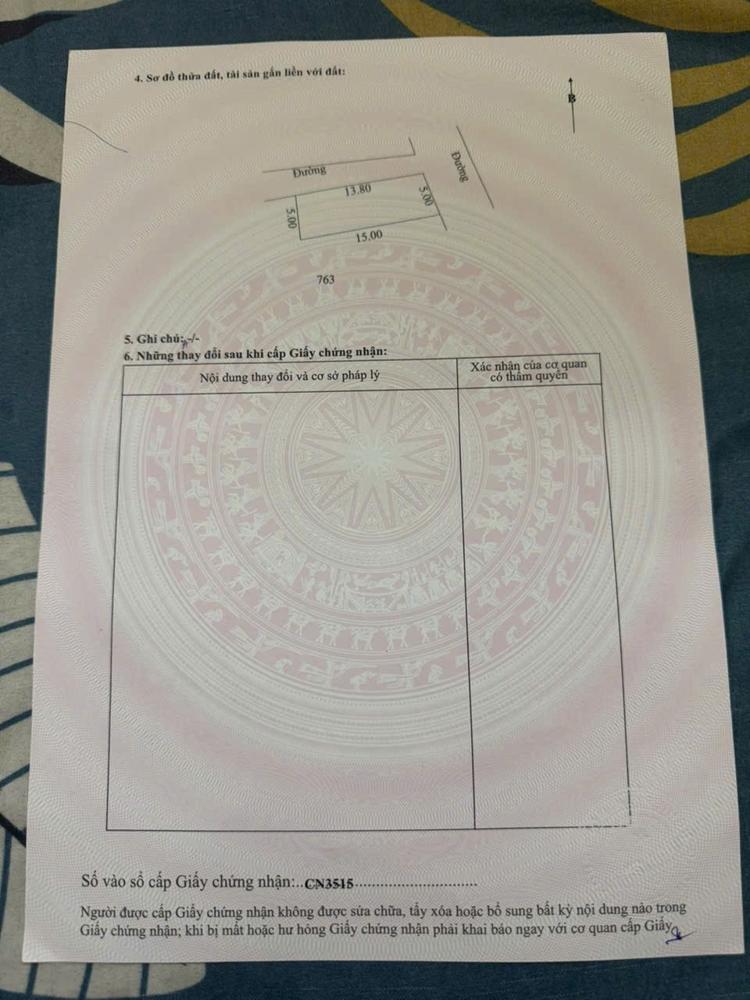 4. Sơ đồ thửa đất, tài sản gắn liền với đất:
B
Đường
Đường
13.80
5.00
5.00
15.00
763
5. Ghi chú: -/-
6. Những thay đổi sau khi cấp Giấy chứng nhận:
Nội dung thay đổi và cơ sở pháp lý
Xác nhận của cơ quan
có thẩm quyền
Số vào sổ cấp Giấy chứng nhận:..CN3515..............................
Người được cấp Giấy chứng nhận không được sửa chữa, tẩy xóa hoặc bổ sung bất kỳ nội dung nào trong
Giấy chứng nhận; khi bị mất hoặc hư hỏng Giấy chứng nhận phải khai báo ngay với cơ quan cấp Giấy.